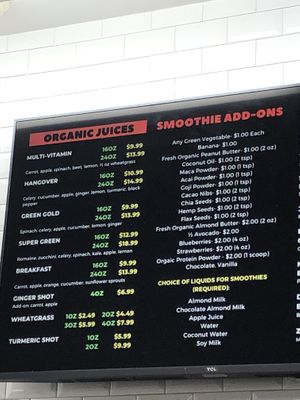 ORGANIC JUICES
MULTI-VITAMIN 16OZ $9.99
24OZ $13.99
Carrot, apple, spinach, beet, lemon, ½ oz wheatgrass
HANGOVER 16OZ $10.99
24OZ $14.99
Celery, cucumber, apple, ginger, lemon, turmeric, black
pepper
GREEN GOLD 16OZ $9.99
24OZ $13.99
Spinach, celery, apple, cucumber, lemon, ginger
SUPER GREEN 16OZ $12.99
24OZ $18.99
Romaine, zucchini, celery, spinach, kale, apple, lemon
BREAKFAST 16OZ $9.99
24OZ $13.99
Carrot, apple, orange, cucumber, sunflower sprouts
GINGER SHOT 4OZ $6.99
Add-on carrot, apple
WHEATGRASS 1OZ $2.49 2OZ $4.49
3OZ $5.99 4OZ $7.99
TURMERIC SHOT 1OZ $5.99
2OZ $9.99
SMOOTHIE ADD-ONS
Any Green Vegetable- $1.00 Each
Banana- $1.00
Fresh Organic Peanut Butter- $1.00 (2 oz)
Coconut Oil- $1.00 (2 tsp)
Maca Powder- $1.00 (1 tsp)
Acai Powder- $1.00 (1 tsp)
Goji Powder- $1.00 (1 tsp)
Cacao Nibs- $1.00 (2 tsp)
Chia Seeds- $1.00 (2 tsp)
Hemp Seeds- $1.00 (2 tsp)
Flax Seeds- $1.00 (2 tsp)
Fresh Organic Almond Butter- $2.00 (2 oz)
½ Avocado- $2.00
Blueberries- $2.00 (4 oz)
Strawberries- $2.00 (4 oz)
Orgaic Protein Powder- $2.00 (1 scoop)
Chocolate, Vanilla
CHOICE OF LIQUIDS FOR SMOOTHIES
(REQUIRED):
Almond Milk
Chocolate Almond Milk
Apple Juice
Water
Coconut Water
Soy Milk
TCL